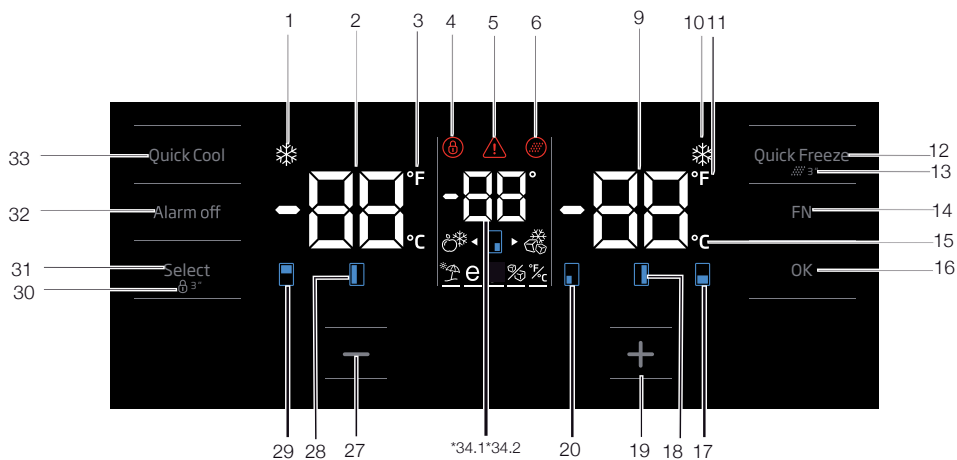 1 2 3 4 5 6 9 10 11
33 Quick Cool Quick Freeze 12
3" 13
-88 °F -88 ° -88 °F
32 Alarm off FN 14
°C °C 15
31 Select e % °F/°C OK 16
30 3"
29 28 27 *34.1*34.2 20 19 18 17